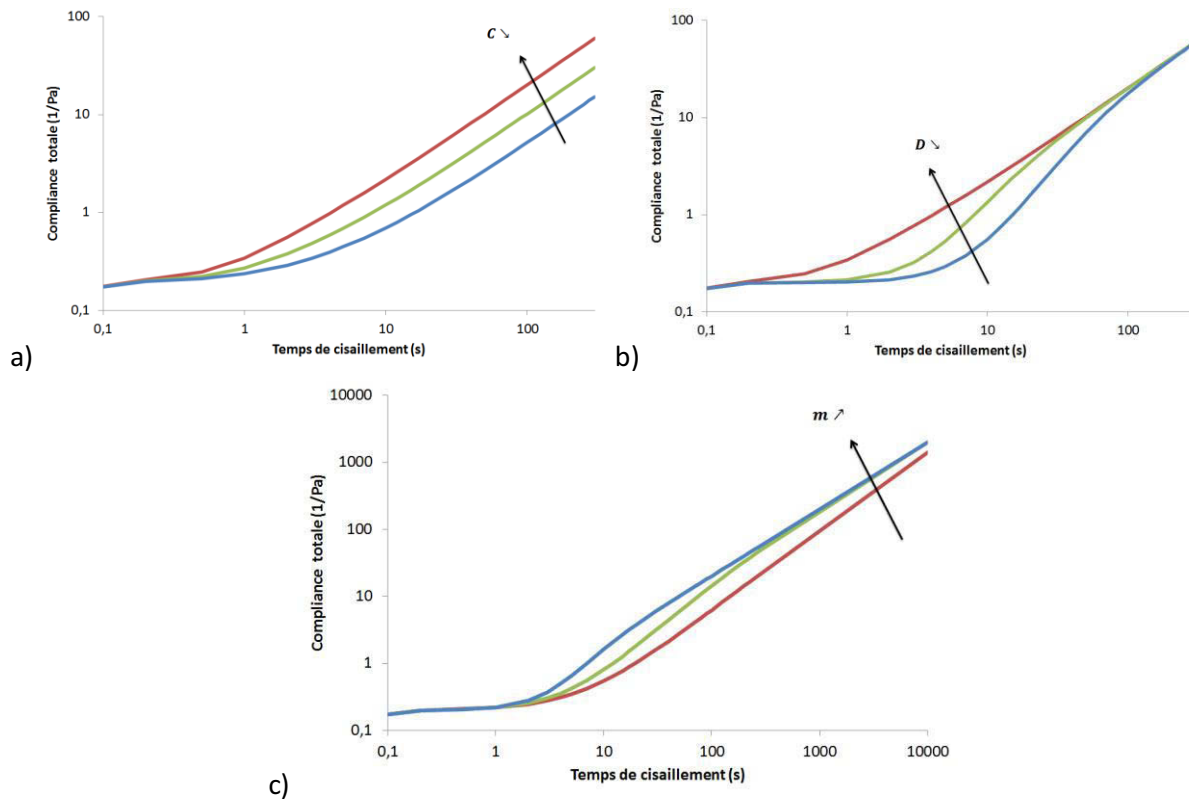 100
C ↘
10
Compliance totale (1/Pa)
1
0,1
0,1 1 10 100
Temps de cisaillement (s)
a)
100
10
D ↘
Compliance totale (1/Pa)
1
0,1
0,1 1 10 100
Temps de cisaillement (s)
b)
10000
m ↗
1000
100
Compliance totale (1/Pa)
10
1
0,1
0,1 1 10 100 1000 10000
Temps de cisaillement (s)
c)